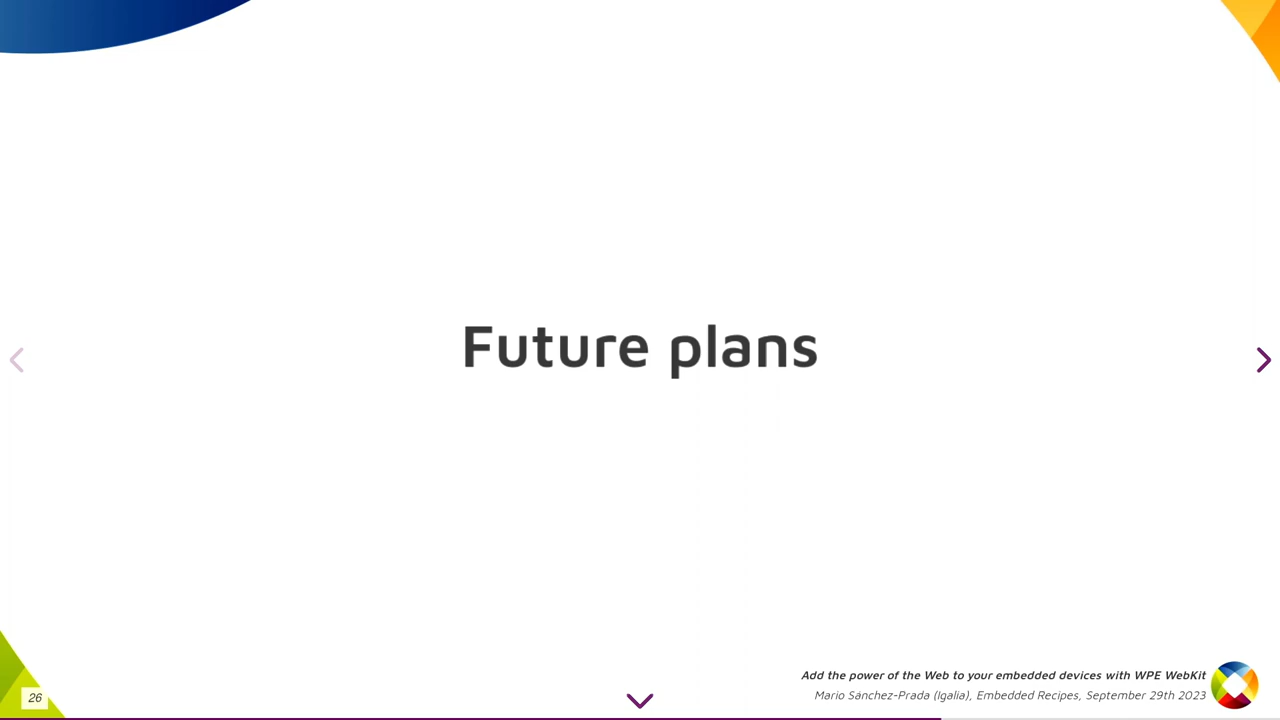 Future plans
26
Add the power of the Web to your embedded devices with WPE WebKit
Mario Sánchez-Prada (Igalia), Embedded Recipes, September 29th 2023